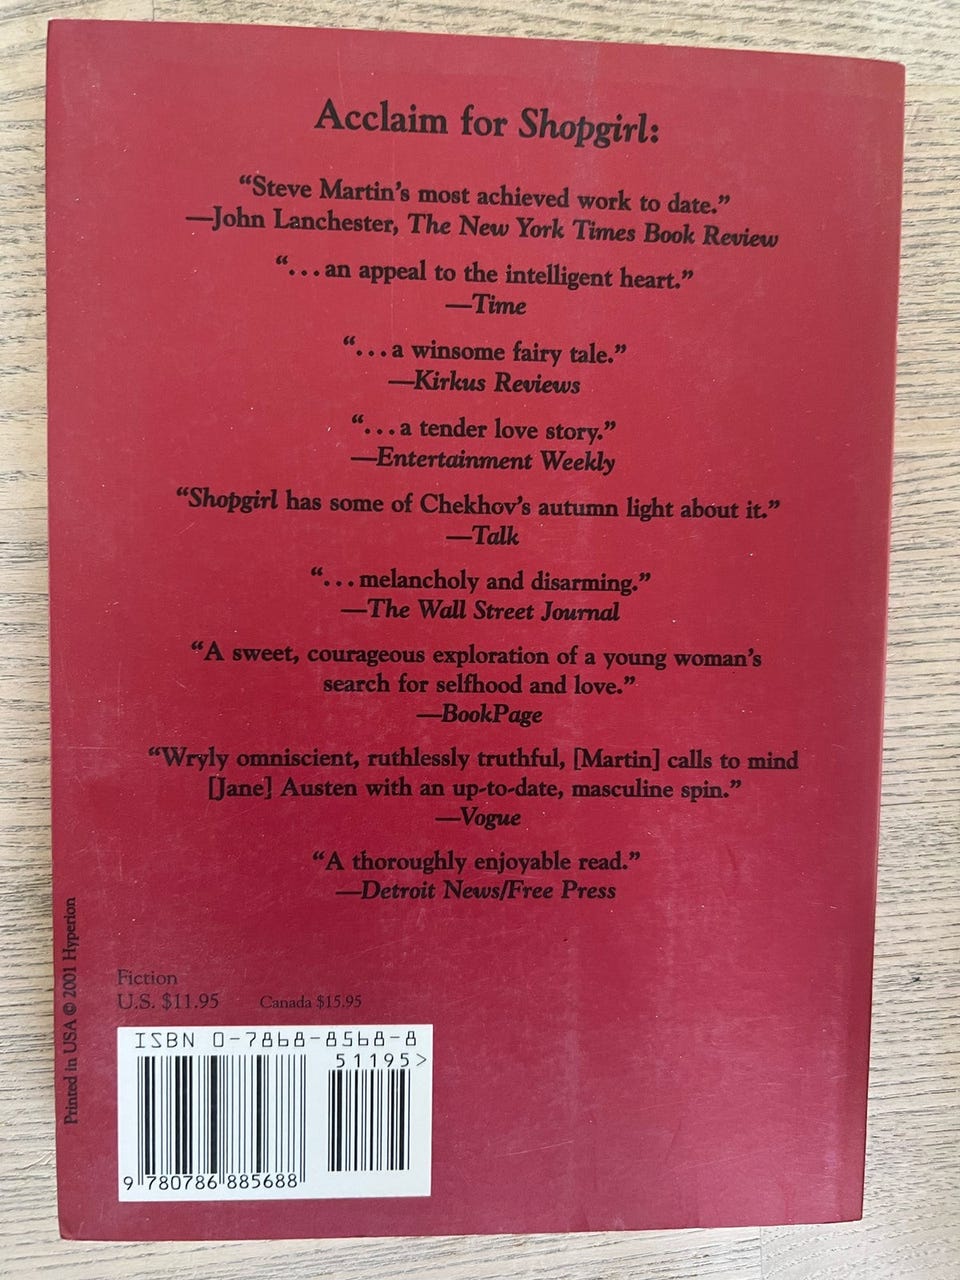 Acclaim for Shopgirl:
“Steve Martin’s most achieved work to date.”
—John Lanchester, The New York Times Book Review
“. . . an appeal to the intelligent heart.”
—Time
“. . . a winsome fairy tale.”
—Kirkus Reviews
“. . . a tender love story.”
—Entertainment Weekly
“Shopgirl has some of Chekhov’s autumn light about it.”
—Talk
“. . . melancholy and disarming.”
—The Wall Street Journal
“A sweet, courageous exploration of a young woman’s
search for selfhood and love.”
—BookPage
“Wryly omniscient, ruthlessly truthful, [Martin] calls to mind
[Jane] Austen with an up-to-date, masculine spin.”
—Vogue
“A thoroughly enjoyable read.”
—Detroit News/Free Press
Printed in USA © 2001 Hyperion
Fiction
U.S. $11.95 Canada $15.95
ISBN 0-7868-8568-8
51195>
9 780786 885688